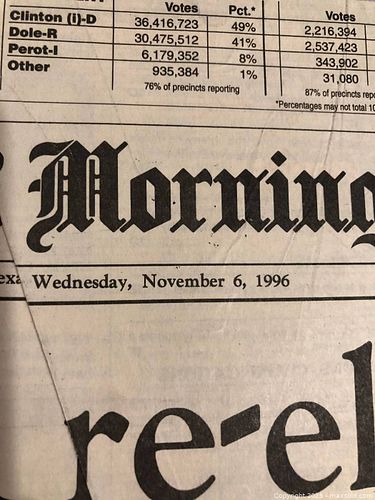 Votes Pct.* Votes
Clinton (i)-D 36,416,723 49% 2,216,394
Dole-R 30,475,512 41% 2,537,423
Perot-I 6,179,352 8% 343,902
Other 935,384 1% 31,080
76% of precincts reporting 87% of precincts repo
*Percentages may not total 10
Morning
exa Wednesday, November 6, 1996
re-el